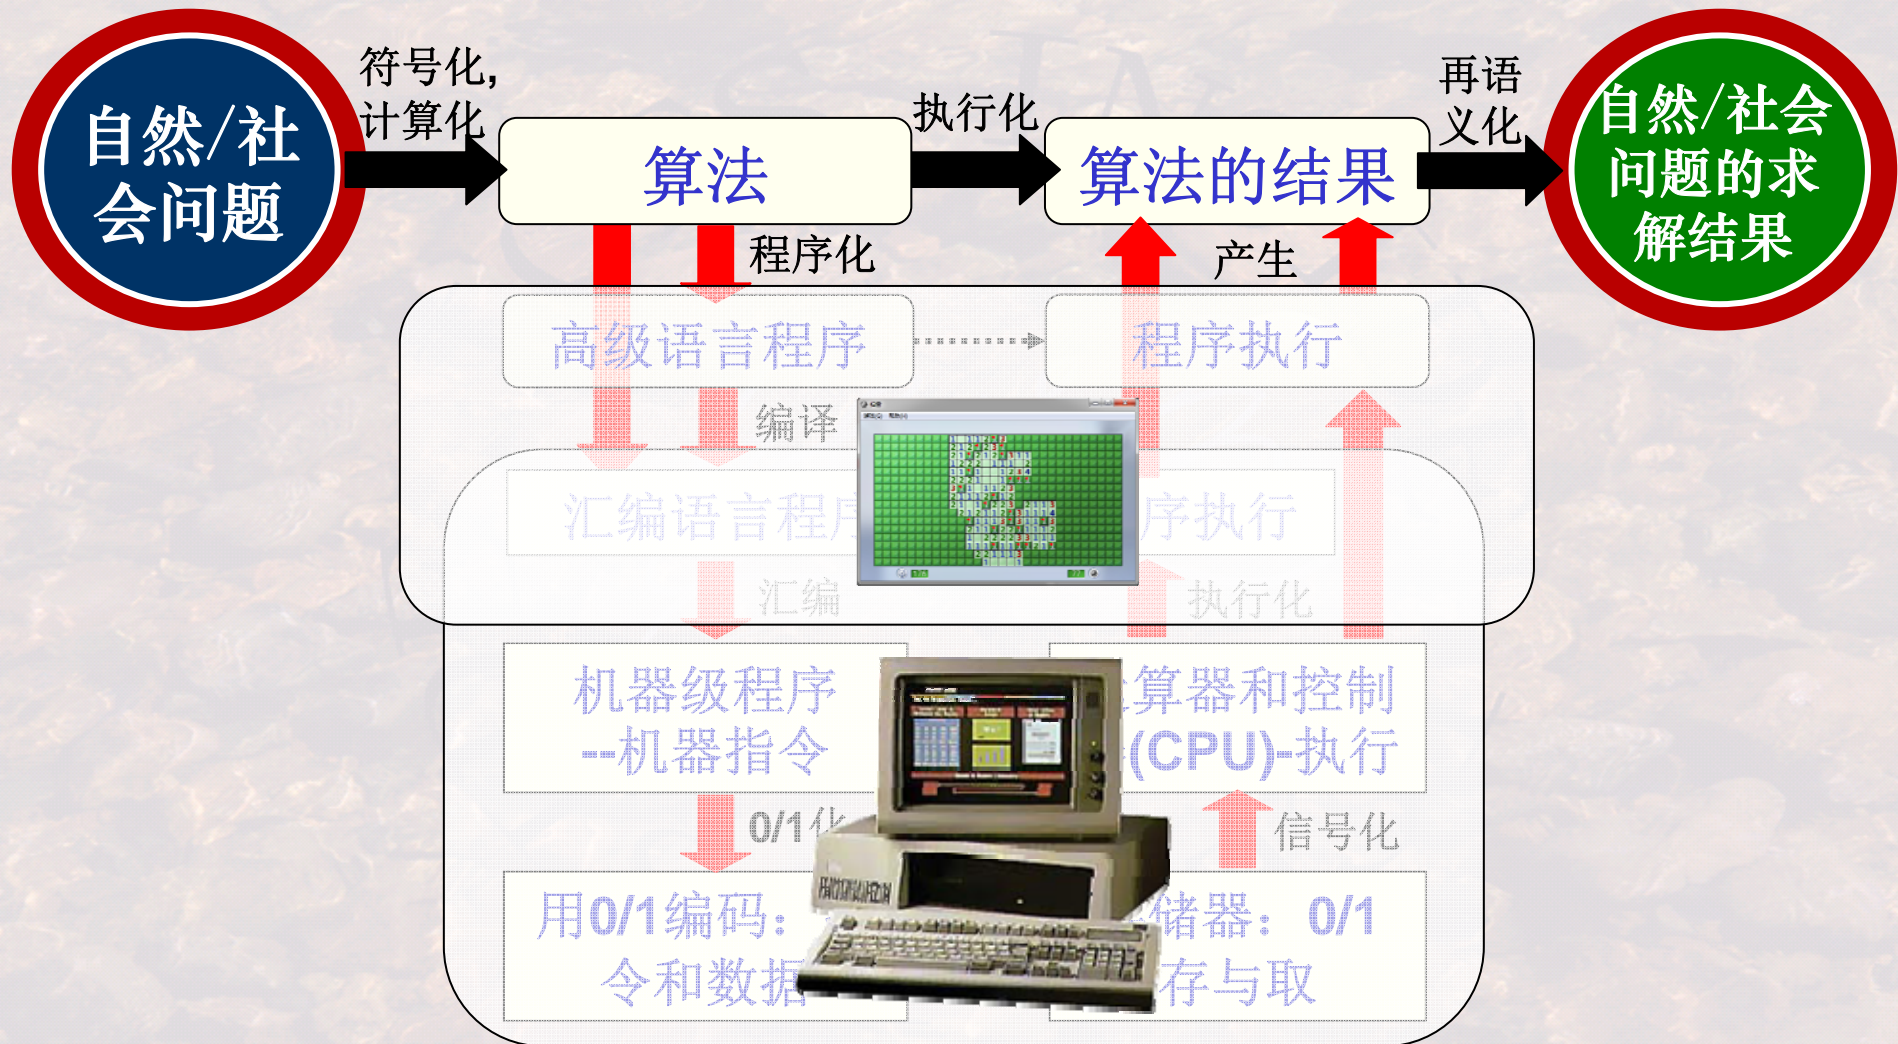 自然/社
会问题
符号化,
计算化
算法
执行化
算法的结果
再语
义化
自然/社会
问题的求
解结果
程序化
产生
高级语言程序
程序执行
编译
汇编语言程序
序执行
汇编
执行化
机器级程序
--机器指令
算器和控制
(CPU)-执行
0/1化
信号化
用0/1编码:
令和数据
储器: 0/1
存与取